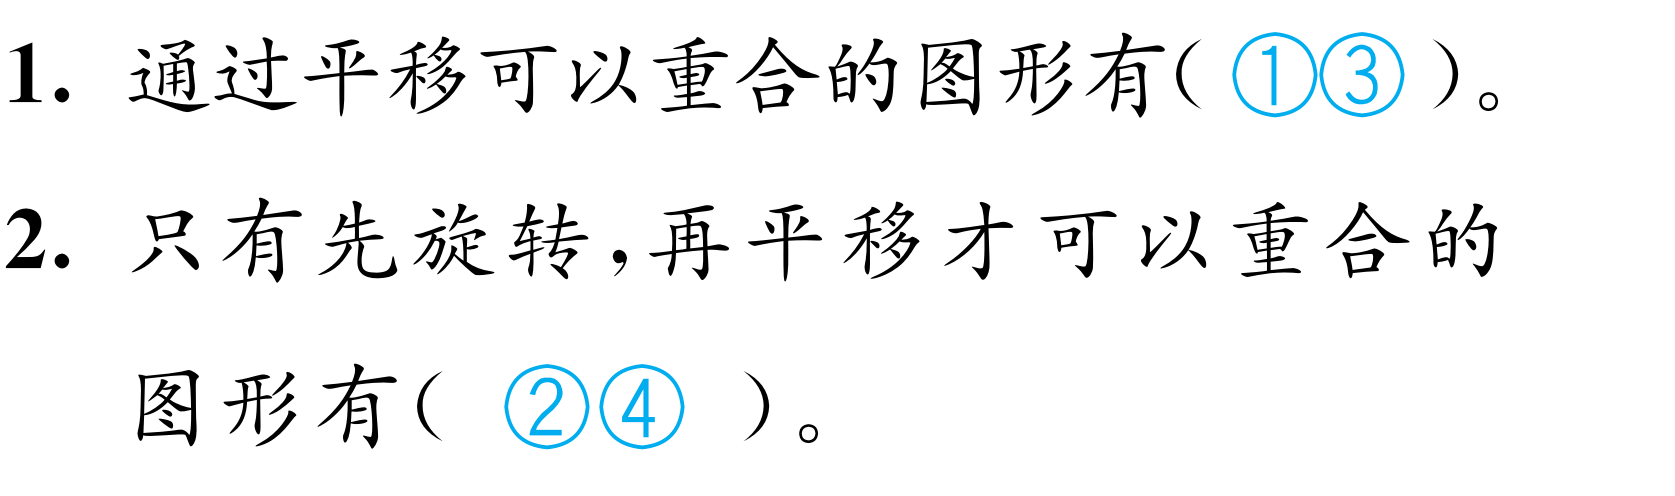 1. 通过平移可以重合的图形有( ①③ )。
2. 只有先旋转,再平移才可以重合的
图形有( ②④ )。